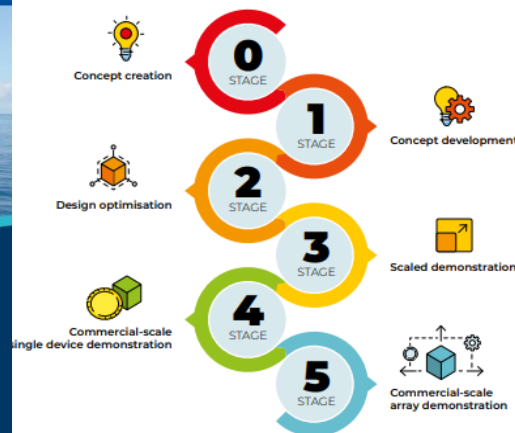 0
STAGE
Concept creation
1
STAGE
Concept development
2
STAGE
Design optimisation
3
STAGE
Scaled demonstration
4
STAGE
Commercial-scale
single device demonstration
5
STAGE
Commercial-scale
array demonstration